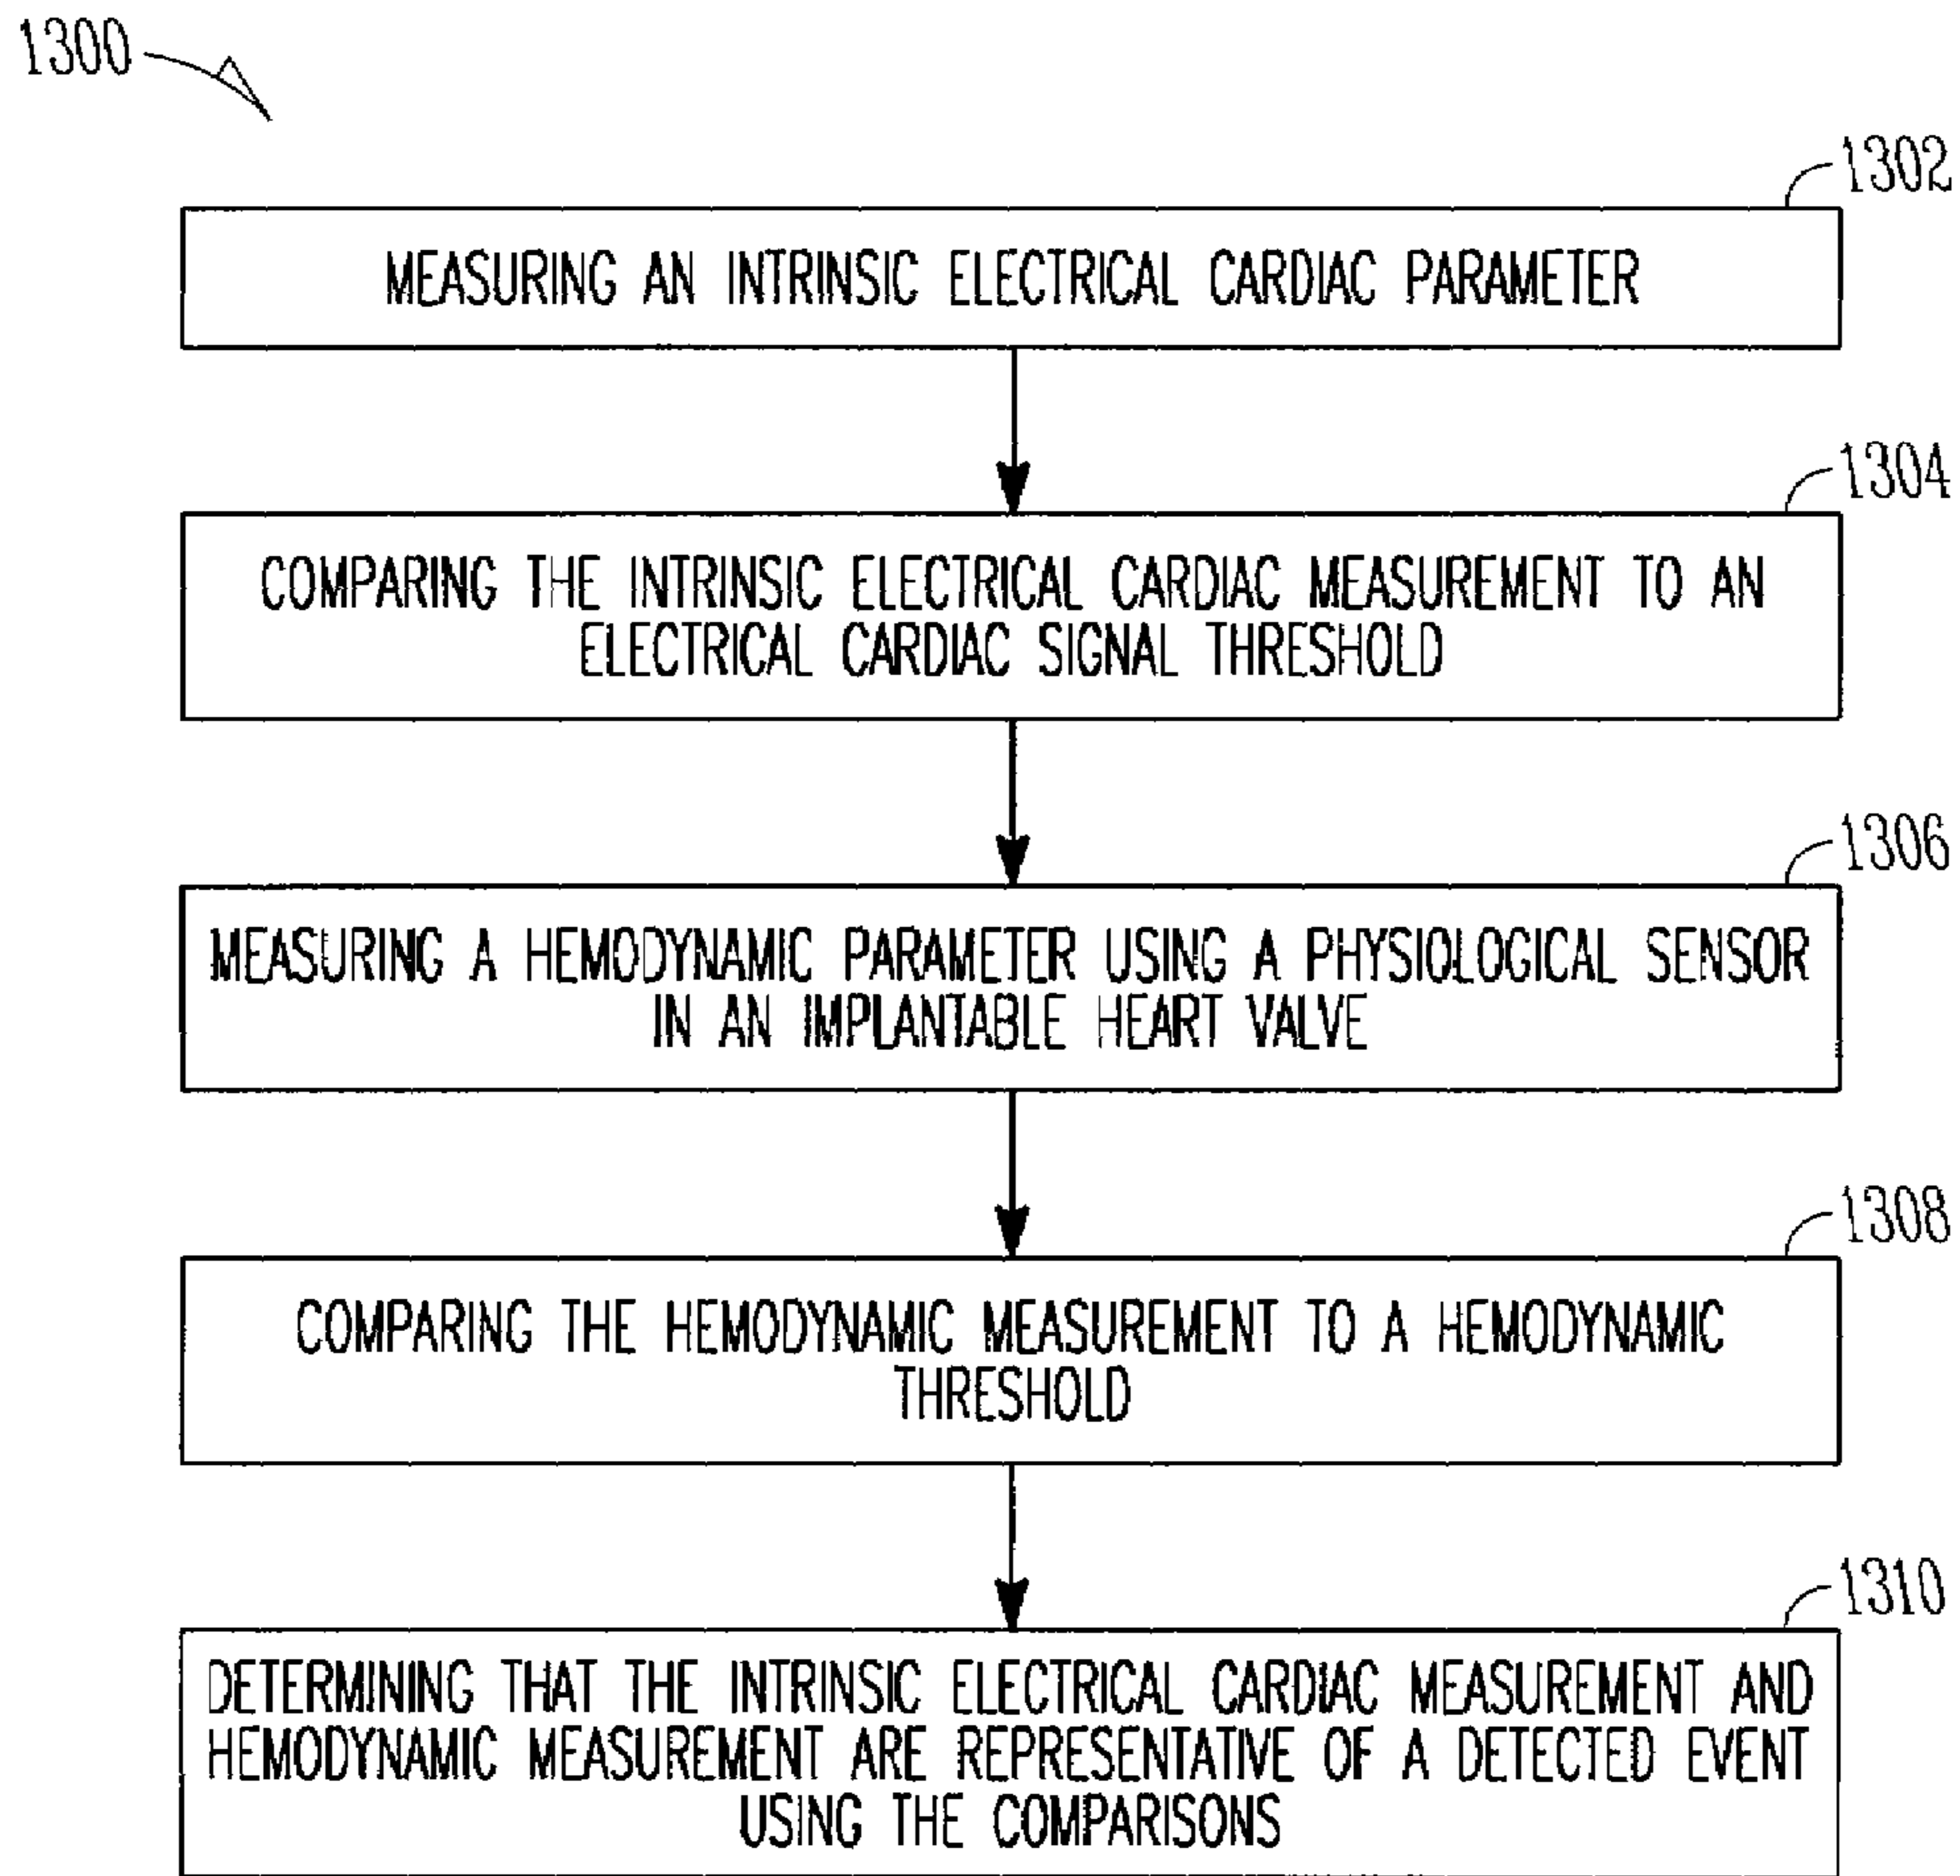 1300
1302
MEASURING AN INTRINSIC ELECTRICAL CARDIAC PARAMETER
1304
COMPARING THE INTRINSIC ELECTRICAL CARDIAC MEASUREMENT TO AN
ELECTRICAL CARDIAC SIGNAL THRESHOLD
1306
MEASURING A HEMODYNAMIC PARAMETER USING A PHYSIOLOGICAL SENSOR
IN AN IMPLANTABLE HEART VALVE
1308
COMPARING THE HEMODYNAMIC MEASUREMENT TO A HEMODYNAMIC
THRESHOLD
1310
DETERMINING THAT THE INTRINSIC ELECTRICAL CARDIAC MEASUREMENT AND
HEMODYNAMIC MEASUREMENT ARE REPRESENTATIVE OF A DETECTED EVENT
USING THE COMPARISONS